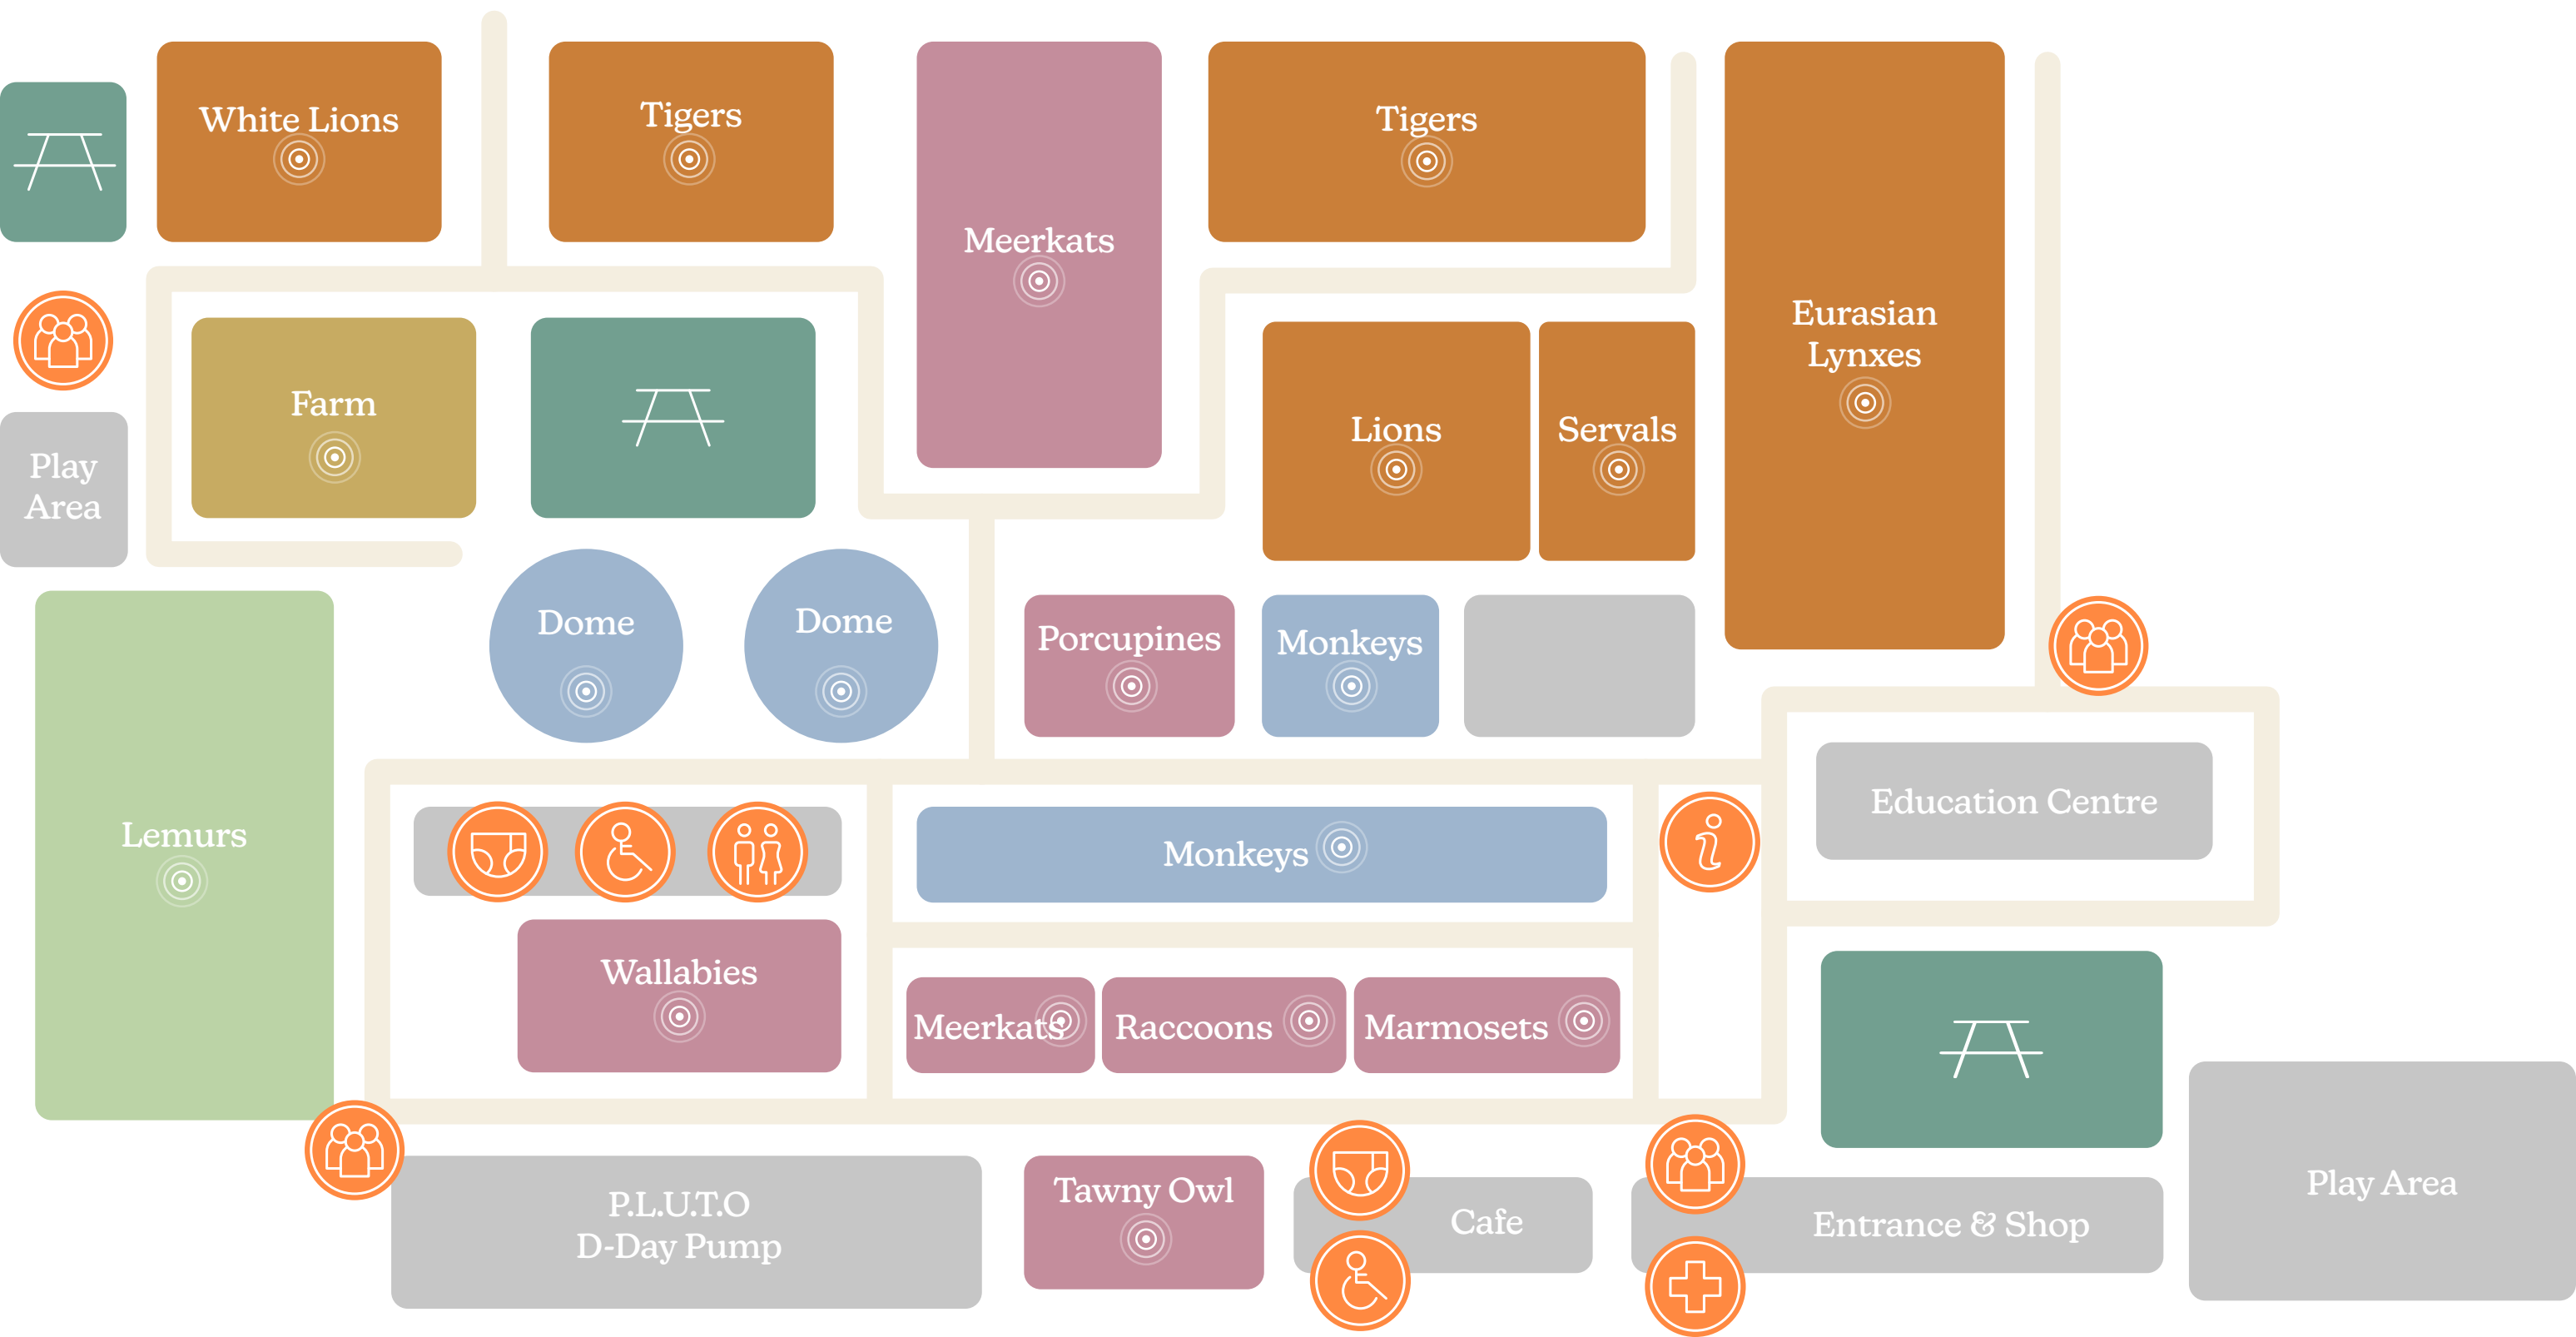 White Lions
Tigers
Meerkats
Tigers
Eurasian
Lynxes
Farm
Lions
Servals
Play
Area
Dome
Dome
Porcupines
Monkeys
Lemurs
Monkeys
Education Centre
Wallabies
Meerkats
Raccoons
Marmosets
P.L.U.T.O
D-Day Pump
Tawny Owl
Cafe
Entrance & Shop
Play Area